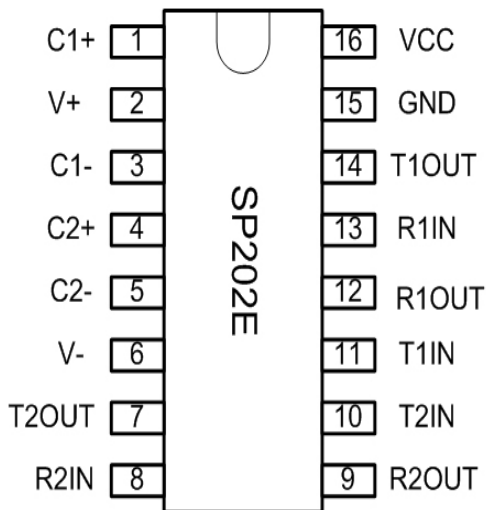 C1+ 1 16 VCC
V+ 2 15 GND
C1- 3 14 T1OUT
C2+ 4 13 R1IN
SP202E
C2- 5 12 R1OUT
V- 6 11 T1IN
T2OUT 7 10 T2IN
R2IN 8 9 R2OUT